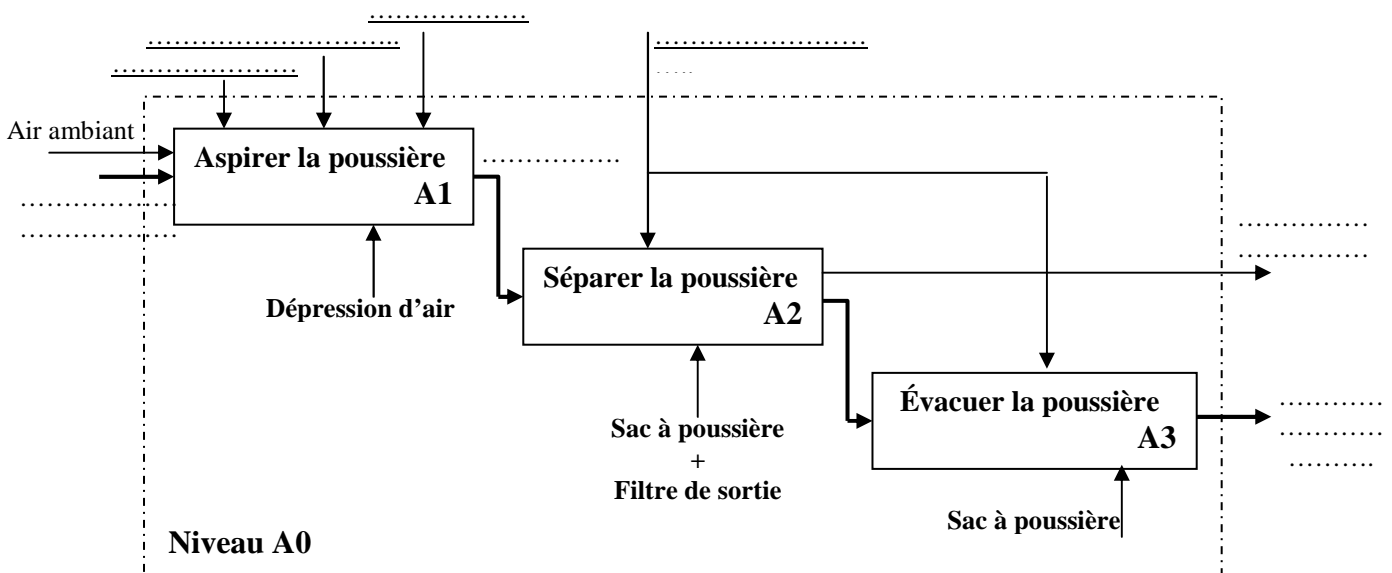 ………………
……………………..
…………………
…………………
…..
Air ambiant
Aspirer la poussière
A1
…………….
………………
………………
Dépression d’air
Séparer la poussière
A2
……………
……………
Sac à poussière
+
Filtre de sortie
Évacuer la poussière
A3
…………
…………
……….
Sac à poussière
Niveau A0